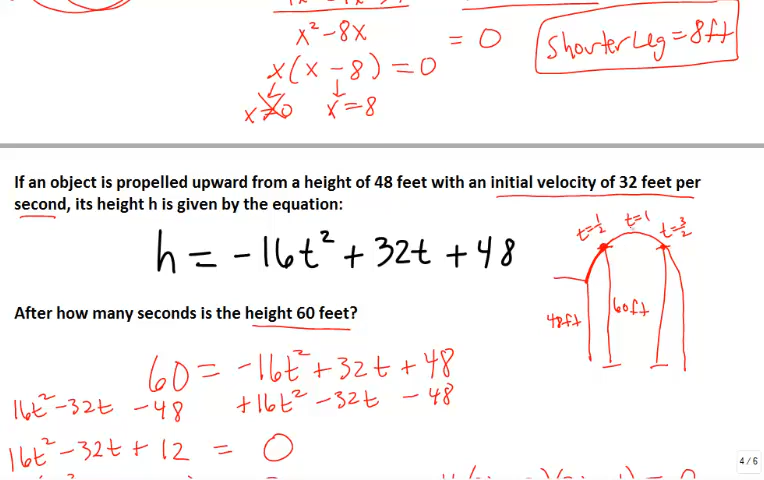 x² - 8x = 0
x(x - 8) = 0
x = 0 x = 8
Shorter Leg = 8ft
If an object is propelled upward from a height of 48 feet with an initial velocity of 32 feet per
second, its height h is given by the equation:
h = -16t² + 32t + 48
t=½ t=1 t=3/2
48ft 60ft
After how many seconds is the height 60 feet?
60 = -16t² + 32t + 48
16t² - 32t - 48 +16t² - 32t - 48
16t² - 32t + 12 = 0
4 / 6